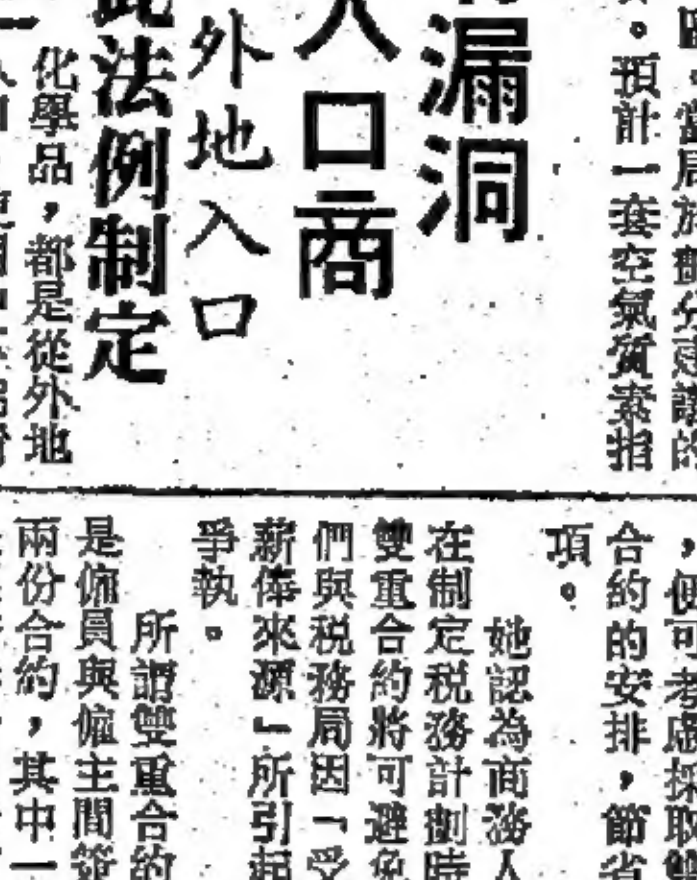 漏洞
入口商
外地入口
法例制定
化學品，都是從外地
。預計一套空氣質素指
，便可考慮採取雙
合約的安排，節省
項。
她認為商務人
在制定税務計劃時
雙重合約將可避免
們與税務局因「受
薪俸來源」所引起
爭執。
所謂雙重合約
是僱員與僱主間簽
兩份合約，其中一